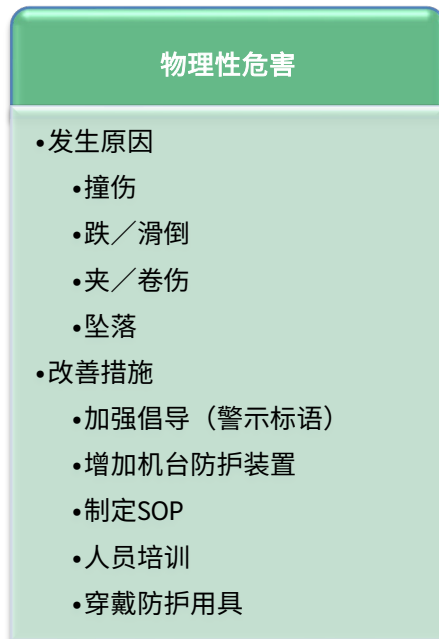 物理性危害
•发生原因
•撞伤
•跌／滑倒
•夹／卷伤
•坠落
•改善措施
•加强倡导（警示标语）
•增加机台防护装置
•制定SOP
•人员培训
•穿戴防护用具